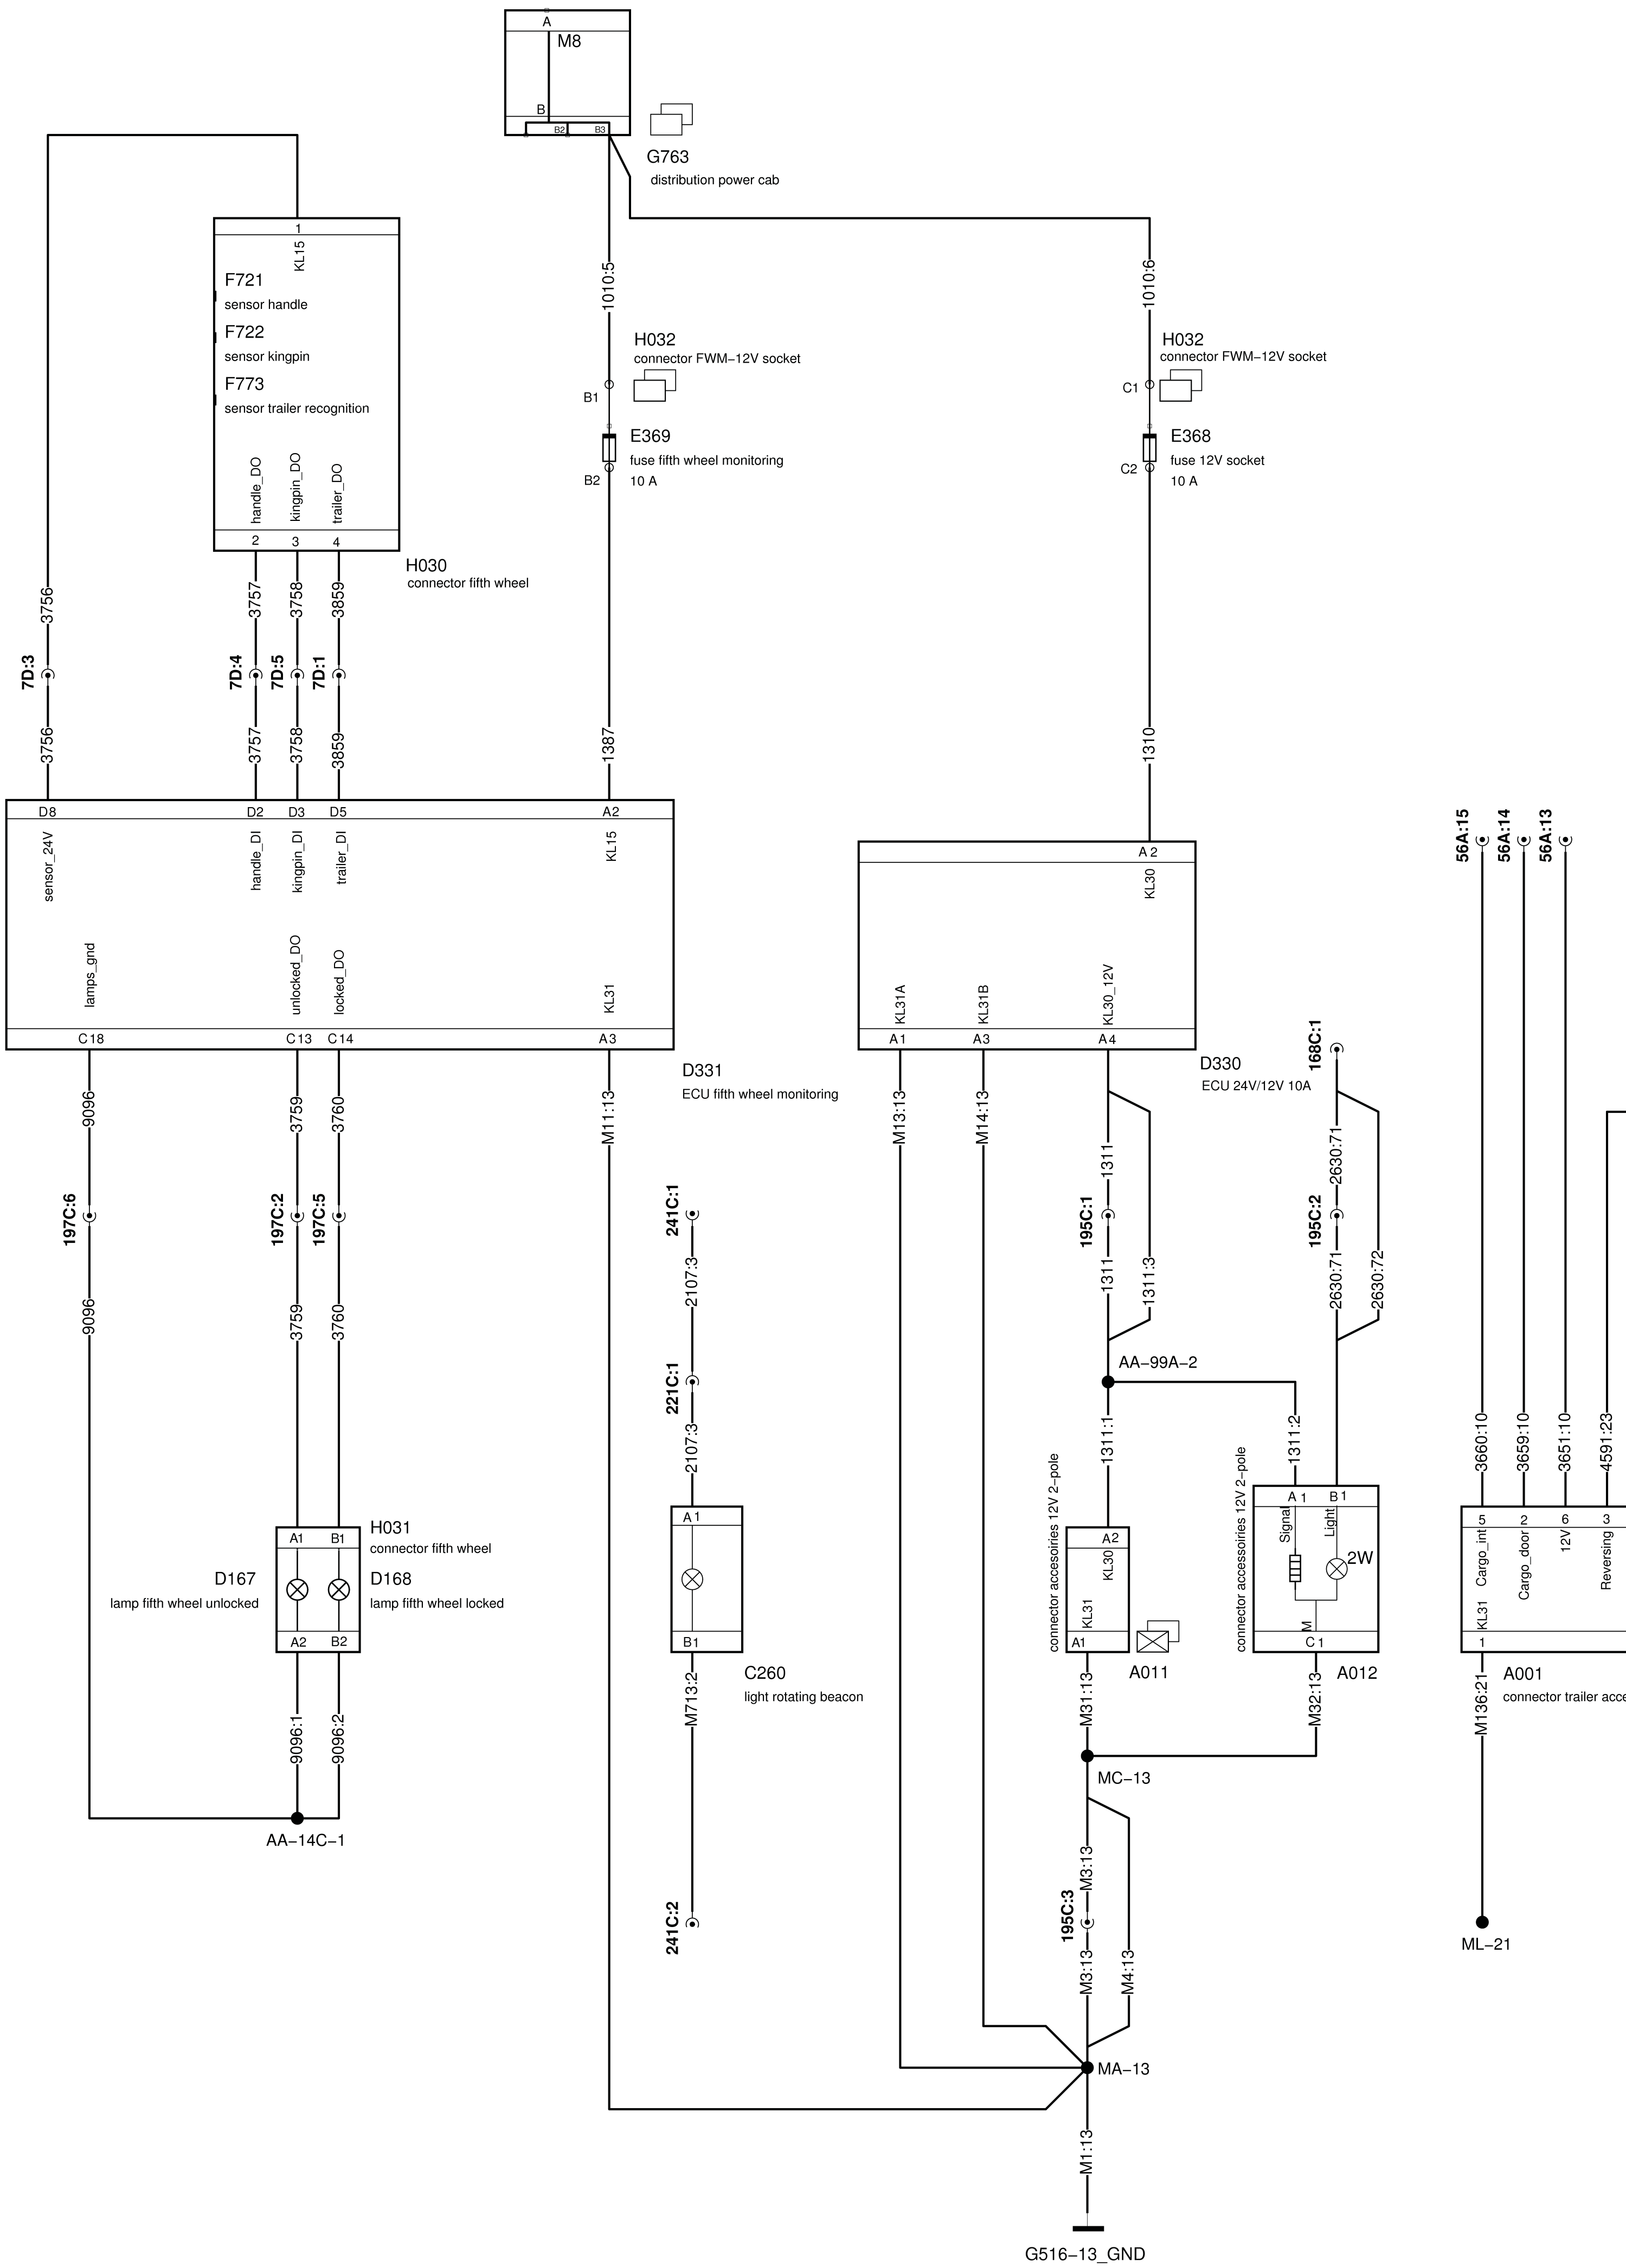 A
M8
B
B2
B3
G763
distribution power cab
1
KL15
F721
sensor handle
F722
sensor kingpin
F773
sensor trailer recognition
handle_DO
kingpin_DO
trailer_DO
2
3
4
H030
connector fifth wheel
1010:5
1010:6
H032
connector FWM–12V socket
B1
E369
fuse fifth wheel monitoring
10 A
B2
H032
connector FWM–12V socket
C1
E368
fuse 12V socket
10 A
C2
3756
3757
3758
3859
7D:3
7D:4
7D:5
7D:1
3756
3757
3758
3859
1387
1310
D8
D2
D3
D5
A2
sensor_24V
handle_DI
kingpin_DI
trailer_DI
KL15
lamps_gnd
unlocked_DO
locked_DO
KL31
C18
C13
C14
A3
D331
ECU fifth wheel monitoring
A 2
KL30
KL31A
KL31B
KL30_12V
A 1
A 3
A 4
D330
ECU 24V/12V 10A
56A:15
56A:14
56A:13
168C:1
9096
3759
3760
M11:13
M13:13
M14:13
1311
2630:71
197C:6
197C:2
197C:5
241C:1
195C:1
195C:2
9096
3759
3760
2107:3
1311
1311:3
2630:71
2630:72
221C:1
AA–99A–2
2107:3
1311:1
1311:2
3660:10
3659:10
3651:10
4591:23
H031
connector fifth wheel
A1
B1
D167
lamp fifth wheel unlocked
D168
lamp fifth wheel locked
A2
B2
A 1
B1
C260
light rotating beacon
connector accessoiries 12V 2–pole
A2
KL30
KL31
A1
A011
connector accessoiries 12V 2–pole
A 1
B 1
Signal
Light
2W
M
C 1
A012
5
2
6
3
Cargo_int
Cargo_door
12V
Reversing
KL31
1
A001
connector trailer acce
9096:1
9096:2
M713:2
M31:13
M32:13
M136:21
MC–13
AA–14C–1
M3:13
195C:3
241C:2
M3:13
M4:13
ML–21
MA–13
M1:13
G516–13_GND